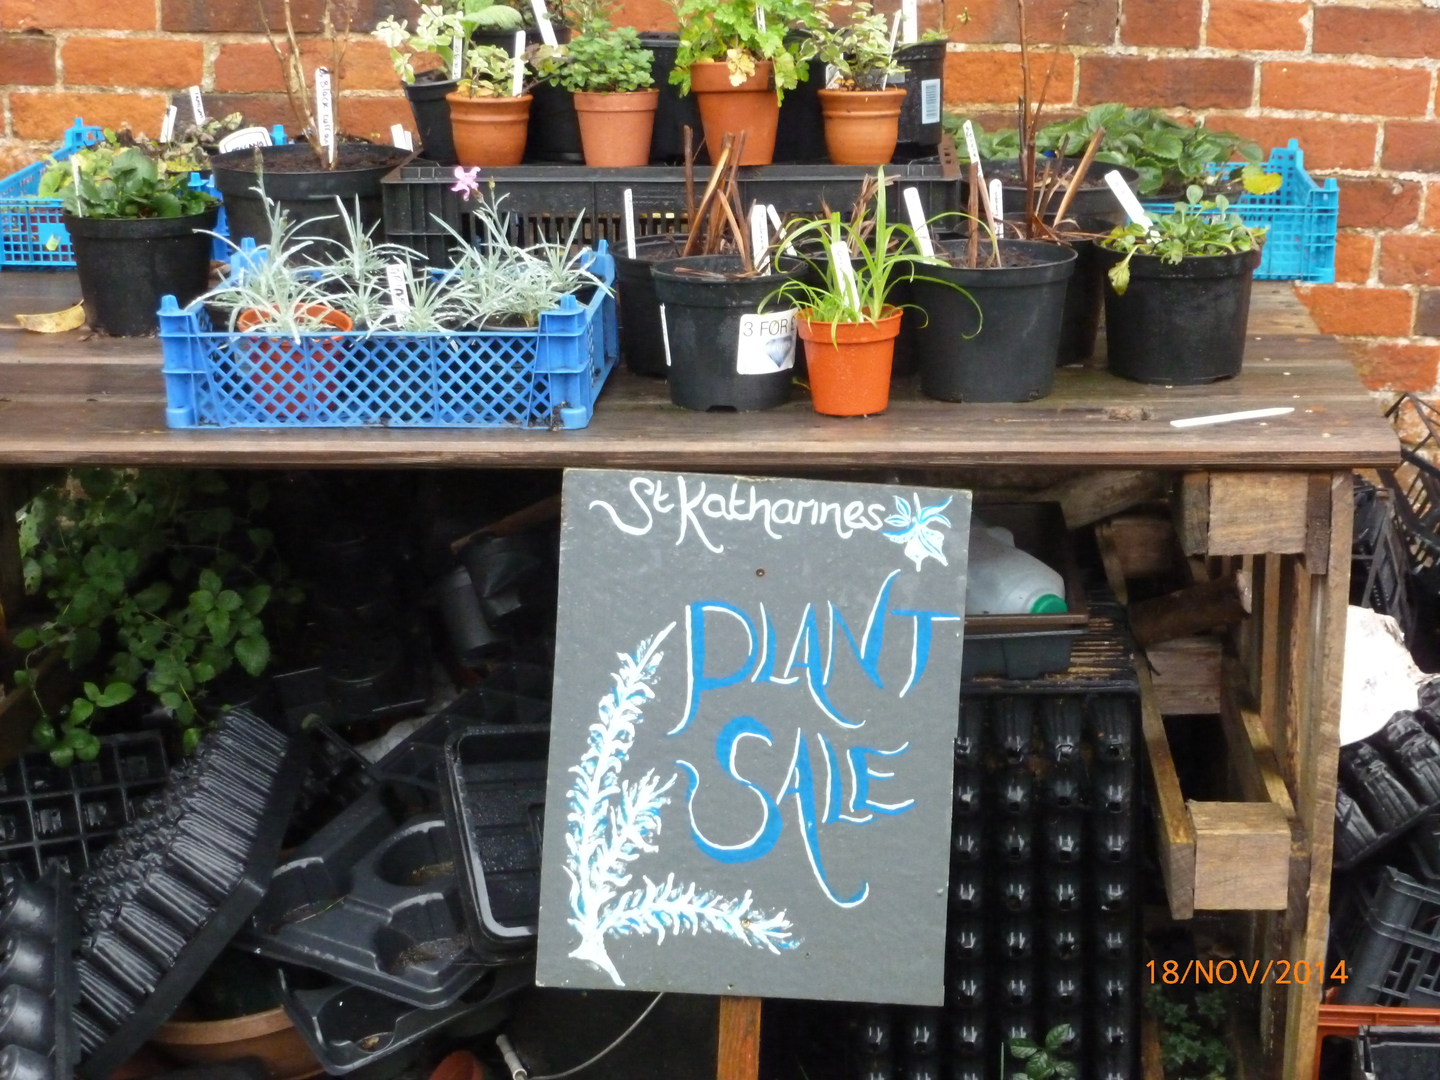 3 FOR
St Katharines
PLANT
SALE
18/NOV/2014